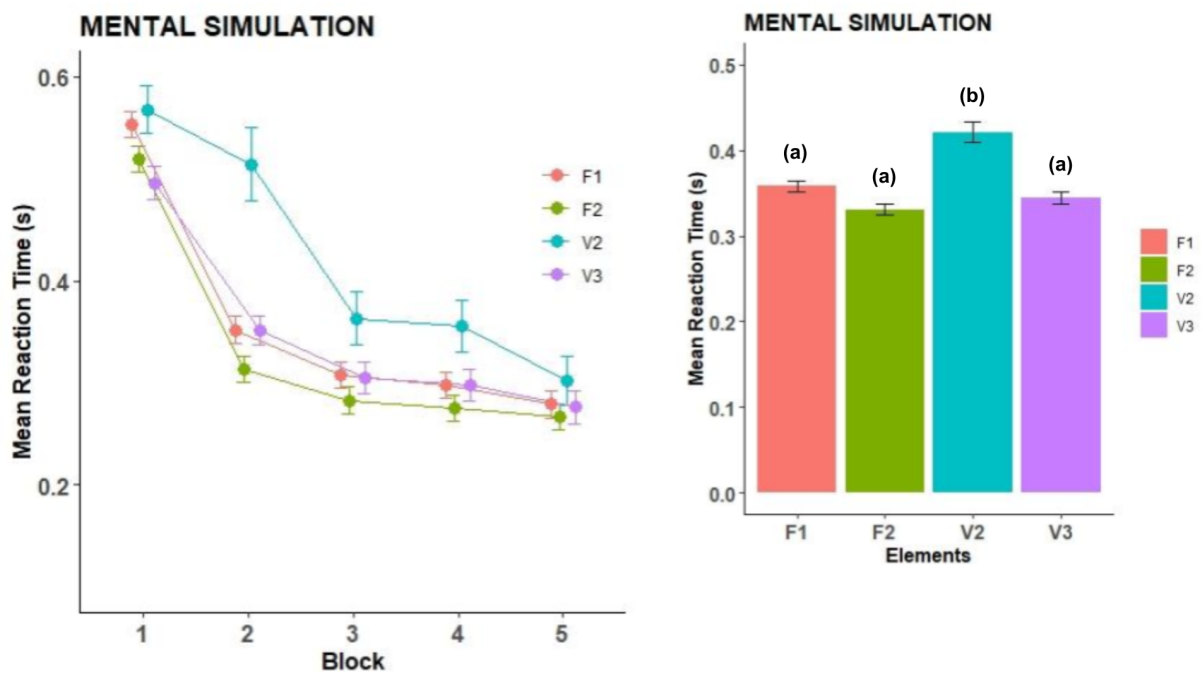 MENTAL SIMULATION
Mean Reaction Time (s)
0.6
0.4
0.2
F1
F2
V2
V3
1 2 3 4 5
Block
MENTAL SIMULATION
Mean Reaction Time (s)
0.5
0.4
0.3
0.2
0.1
0.0
(a)
(a)
(b)
(a)
F1
F2
V2
V3
F1 F2 V2 V3
Elements